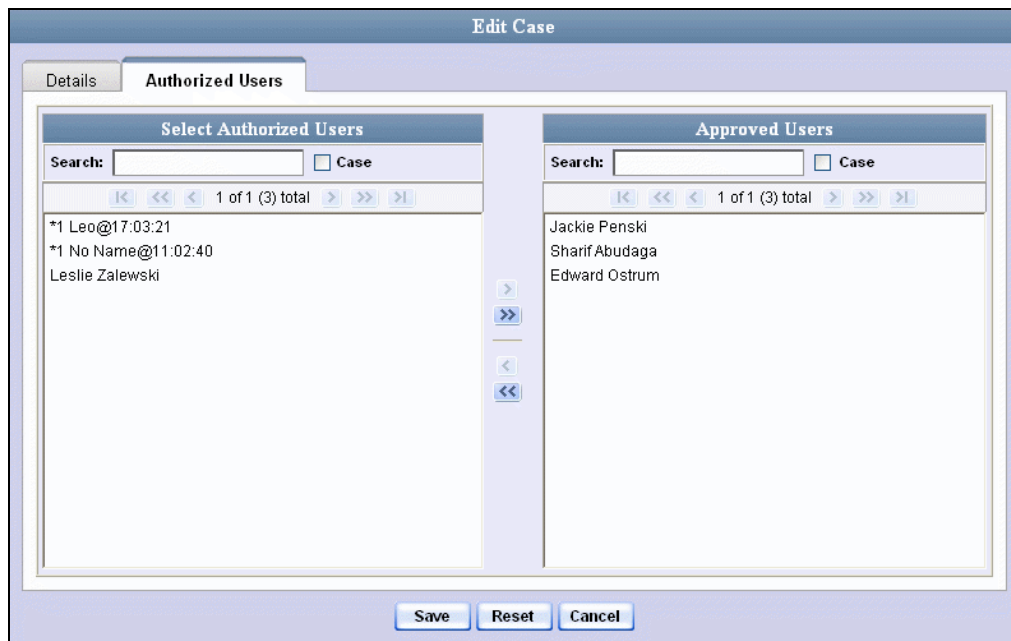 Edit Case
Details
Authorized Users
Select Authorized Users
Search:
Case
|< << < 1 of 1 (3) total > >> >|
*1 Leo@17:03:21
*1 No Name@11:02:40
Leslie Zalewski
>
>>
<
<<
Approved Users
Search:
Case
|< << < 1 of 1 (3) total > >> >|
Jackie Penski
Sharif Abudaga
Edward Ostrum
Save
Reset
Cancel